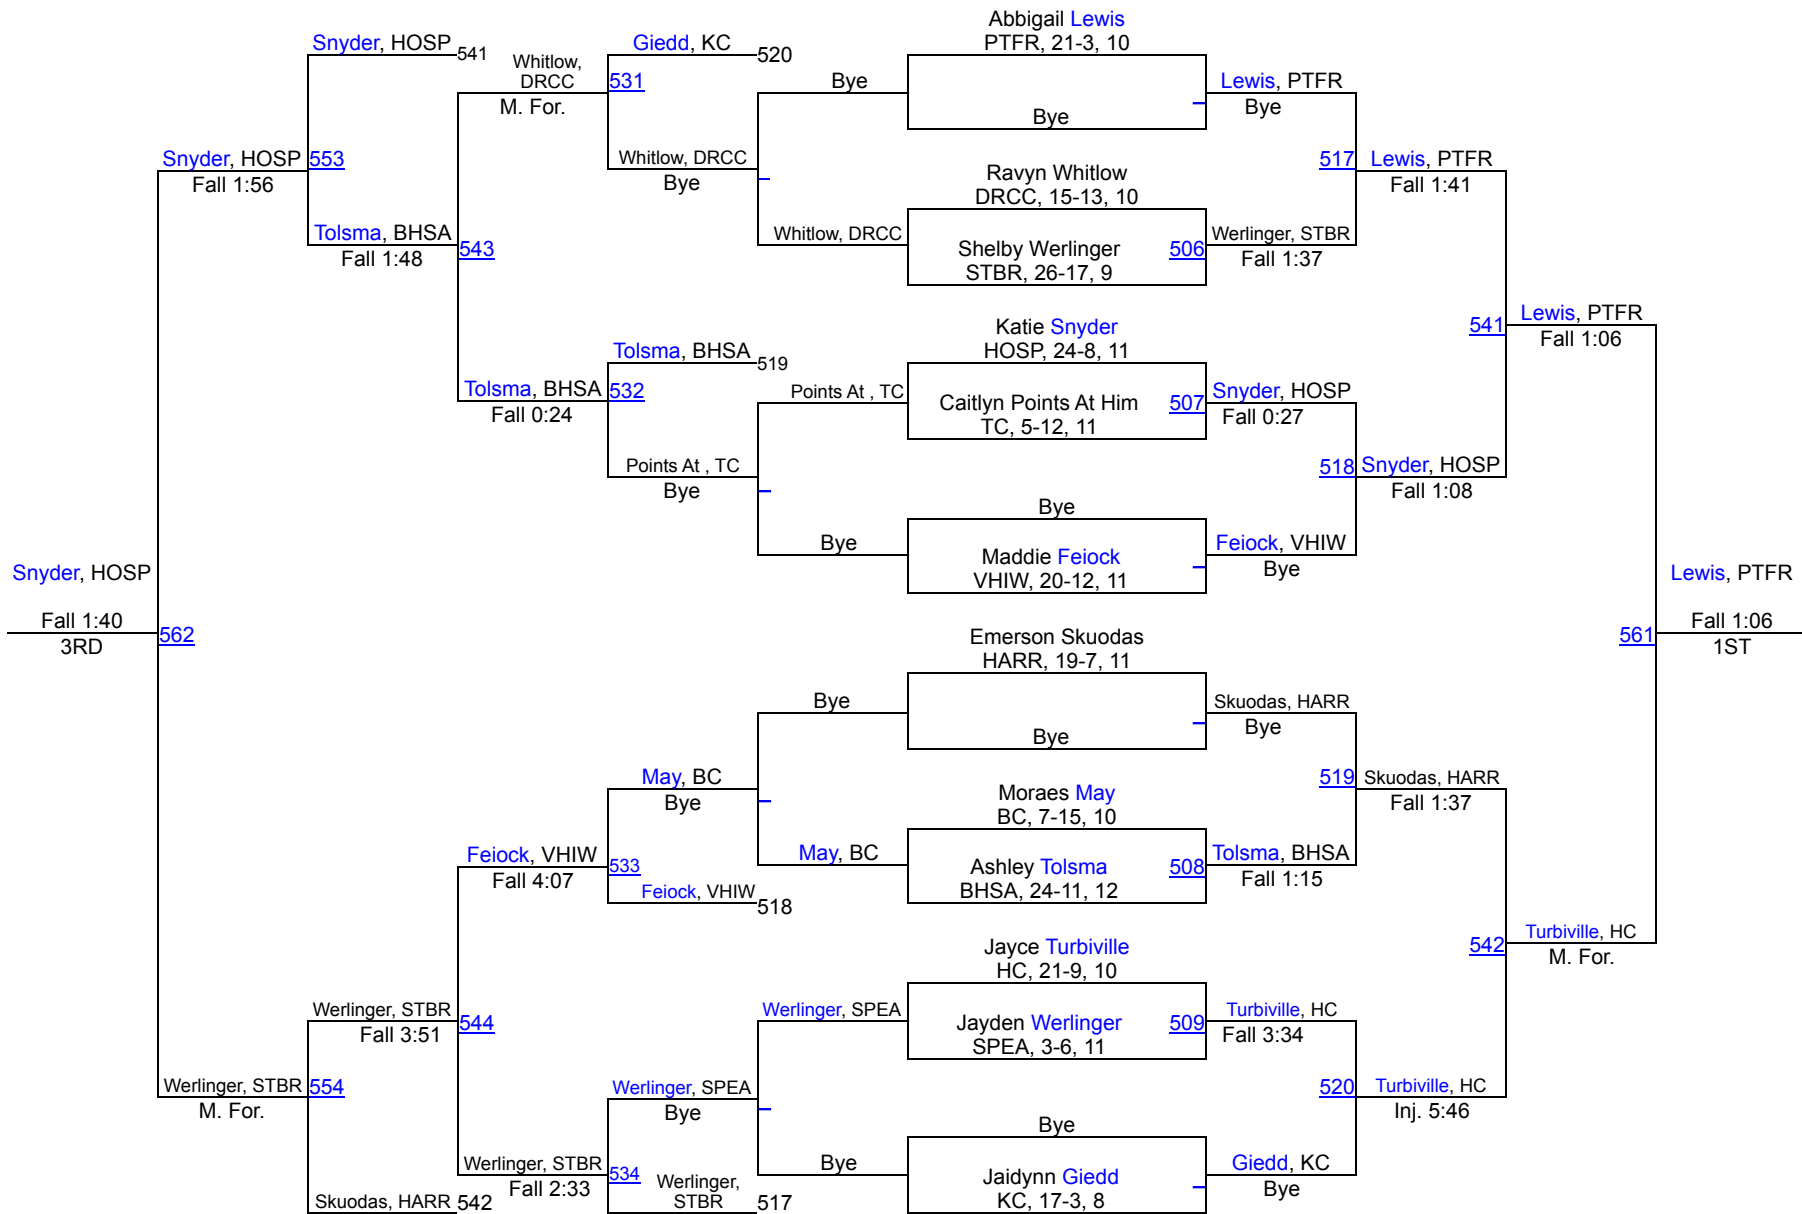 Abbigail Lewis
PTFR, 21-3, 10
Snyder, HOSP
541
Whitlow,
DRCC
M. For.
Giedd, KC
520
531
Bye
Bye
Lewis, PTFR
Bye
Whitlow, DRCC
Bye
Snyder, HOSP
Fall 1:56
553
Ravyn Whitlow
DRCC, 15-13, 10
517
Lewis, PTFR
Fall 1:41
Tolsma, BHSA
Fall 1:48
543
Whitlow, DRCC
Shelby Werlinger
STBR, 26-17, 9
506
Werlinger, STBR
Fall 1:37
Katie Snyder
HOSP, 24-8, 11
541
Lewis, PTFR
Fall 1:06
Tolsma, BHSA
519
Tolsma, BHSA
Fall 0:24
532
Points At , TC
Caitlyn Points At Him
TC, 5-12, 11
507
Snyder, HOSP
Fall 0:27
Points At , TC
Bye
518
Snyder, HOSP
Fall 1:08
Bye
Bye
Maddie Feiock
VHIW, 20-12, 11
Feiock, VHIW
Bye
Snyder, HOSP
Fall 1:40
3RD
562
Lewis, PTFR
Fall 1:06
1ST
561
Emerson Skuodas
HARR, 19-7, 11
Bye
Bye
Skuodas, HARR
Bye
May, BC
Bye
Moraes May
BC, 7-15, 10
519
Skuodas, HARR
Fall 1:37
Feiock, VHIW
Fall 4:07
533
May, BC
Ashley Tolsma
BHSA, 24-11, 12
508
Tolsma, BHSA
Fall 1:15
Feiock, VHIW
518
Jayce Turbiville
HC, 21-9, 10
542
Turbiville, HC
M. For.
Werlinger, STBR
Fall 3:51
544
Werlinger, SPEA
Jayden Werlinger
SPEA, 3-6, 11
509
Turbiville, HC
Fall 3:34
Werlinger, STBR
M. For.
554
Werlinger, SPEA
Bye
520
Turbiville, HC
Inj. 5:46
Bye
Werlinger, STBR
Fall 2:33
534
Werlinger,
STBR
517
Bye
Jaidynn Giedd
KC, 17-3, 8
Giedd, KC
Bye
Skuodas, HARR
542